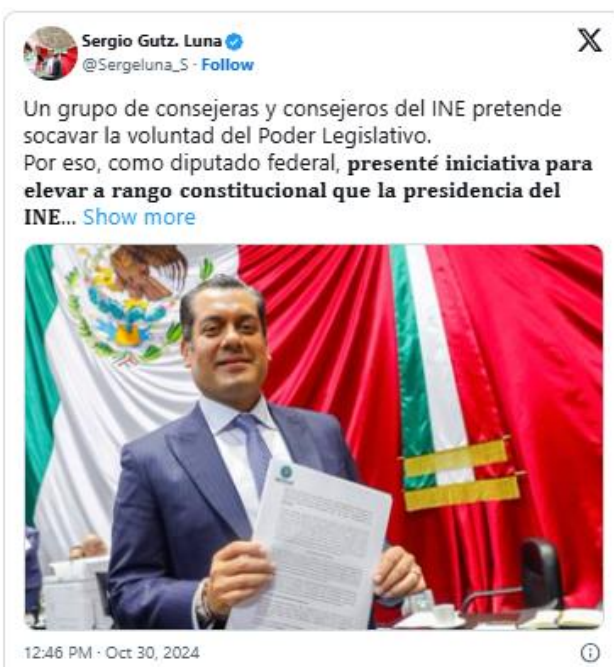 Sergio Gutz. Luna
@Sergeluna_S · Follow
Un grupo de consejeras y consejeros del INE pretende
socavar la voluntad del Poder Legislativo.
Por eso, como diputado federal, presenté iniciativa para
elevar a rango constitucional que la presidencia del
INE... Show more
12:46 PM · Oct 30, 2024